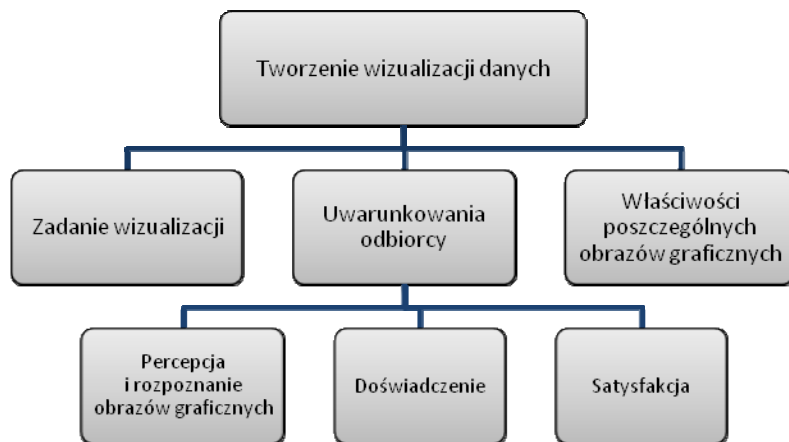 Tworzenie wizualizacji danych
Zadanie wizualizacji
Uwarunkowania
odbiorcy
Właściwości
poszczególnych
obrazów graficznych
Percepcja
i rozpoznanie
obrazów graficznych
Doświadczenie
Satysfakcja